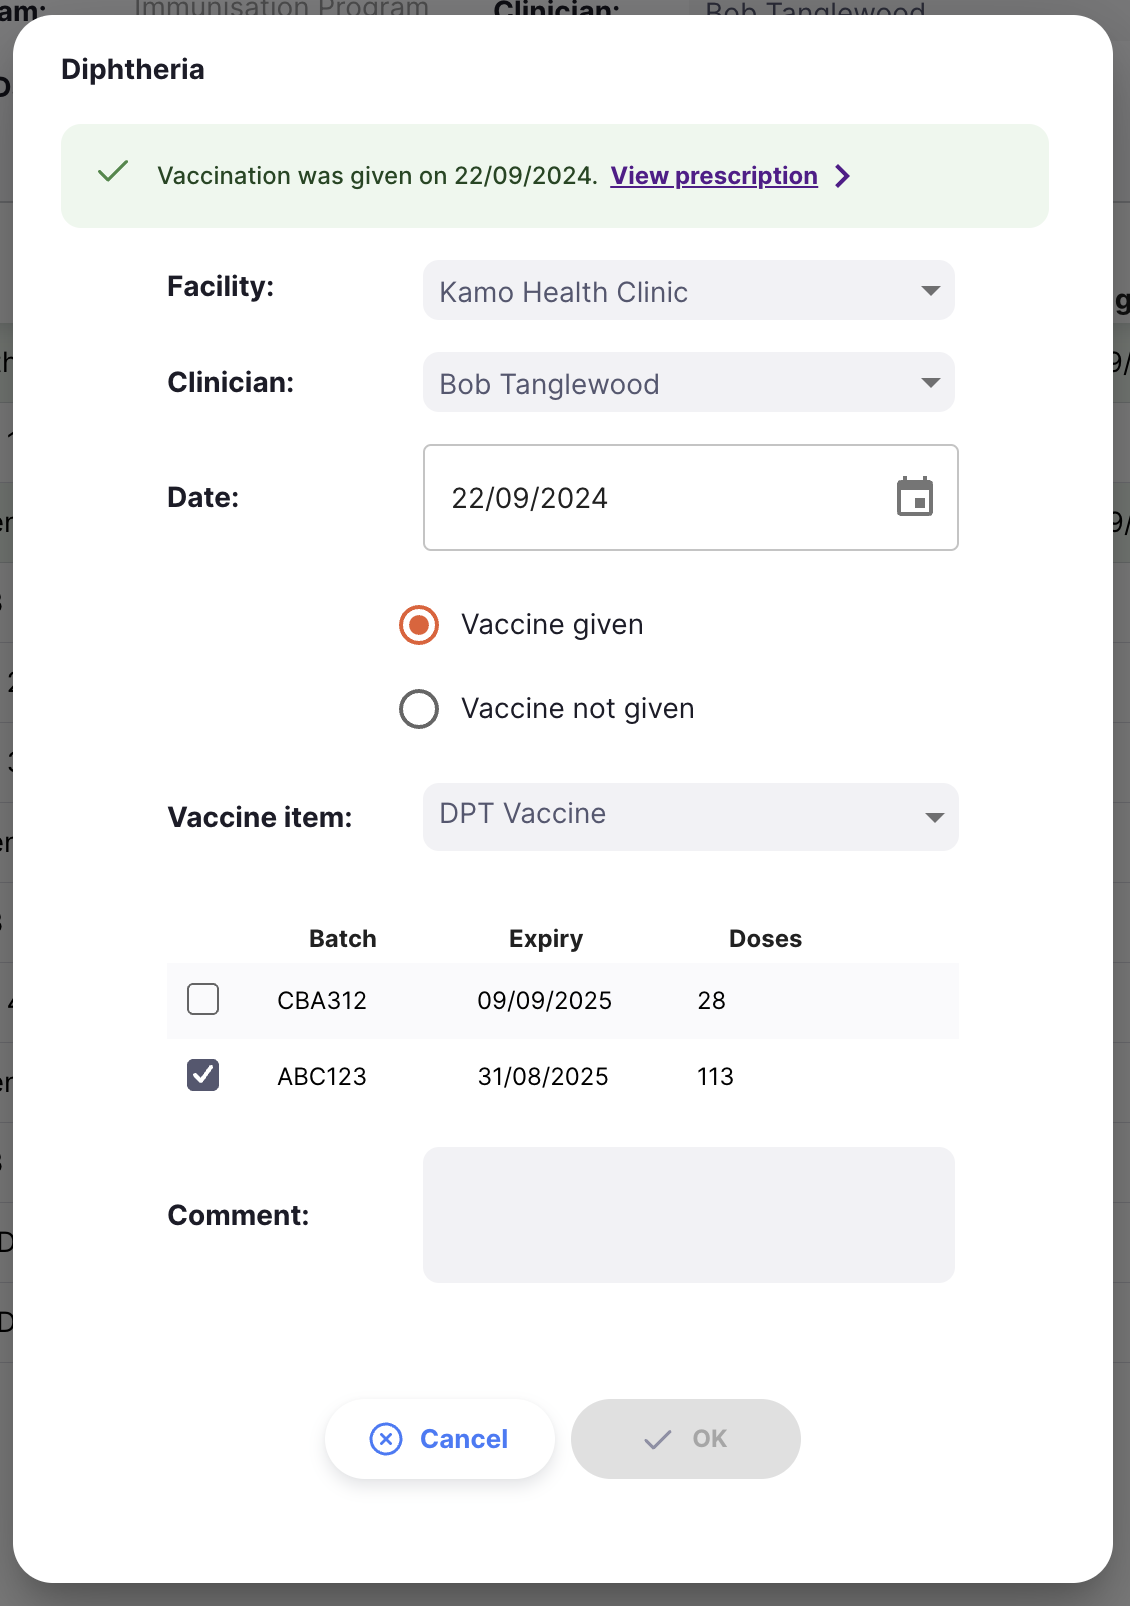 am: Immunisation Program Clinician: Bob Tanglewood
Diphtheria
Vaccination was given on 22/09/2024. View prescription
Facility: Kamo Health Clinic
Clinician: Bob Tanglewood
Date: 22/09/2024
Vaccine given
Vaccine not given
Vaccine item: DPT Vaccine
Batch Expiry Doses
CBA312 09/09/2025 28
ABC123 31/08/2025 113
Comment:
Cancel OK